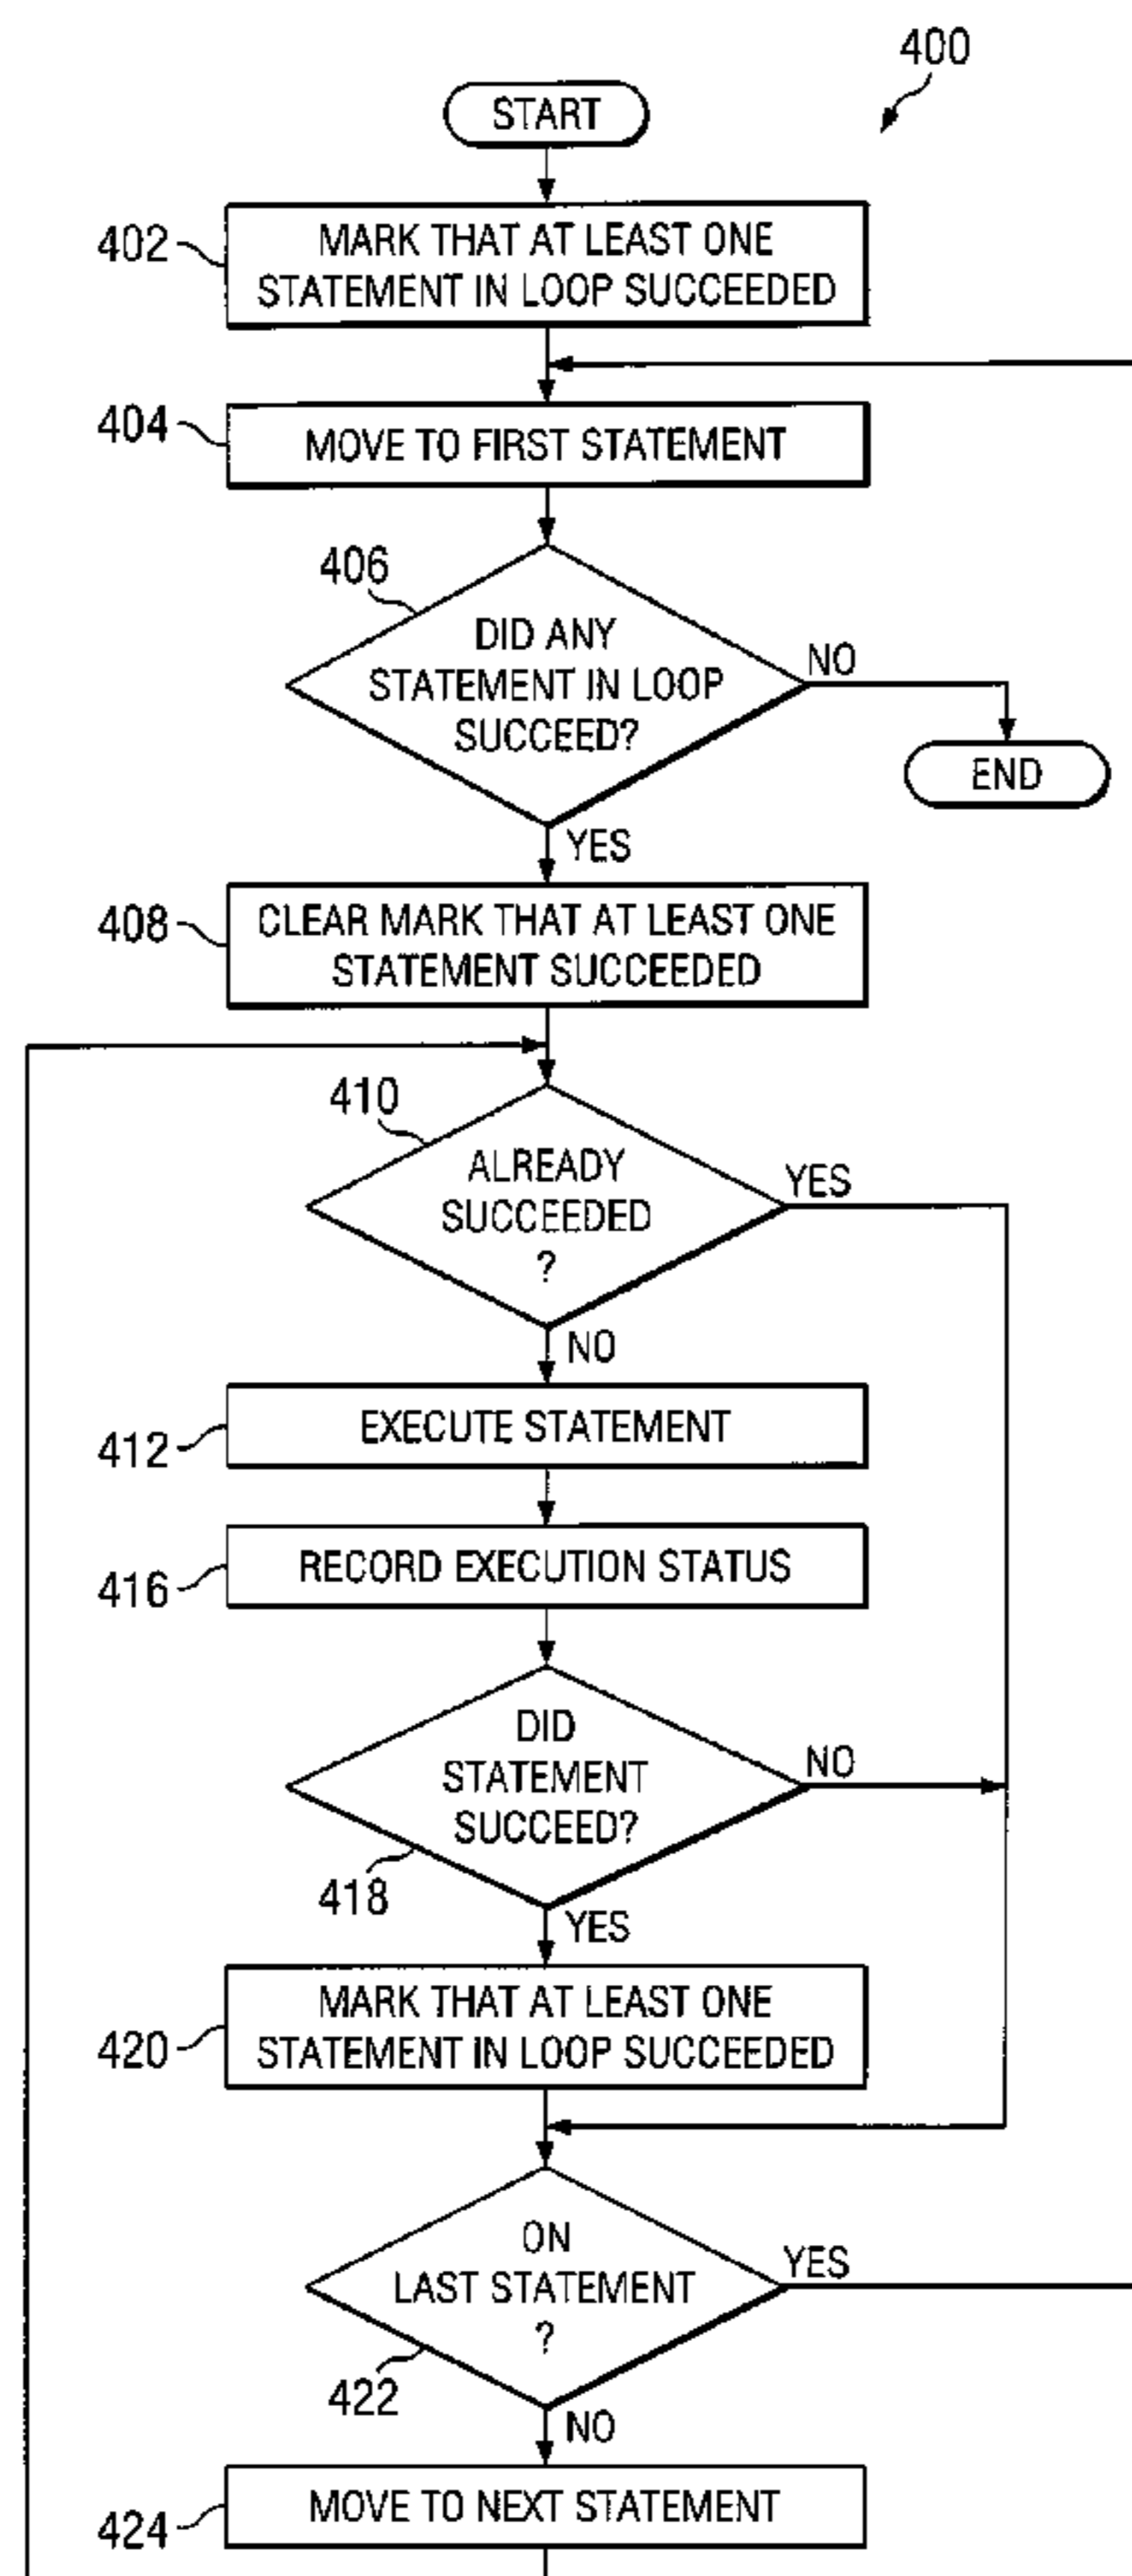 400
START
402
MARK THAT AT LEAST ONE
STATEMENT IN LOOP SUCCEEDED
404
MOVE TO FIRST STATEMENT
406
DID ANY
STATEMENT IN LOOP
SUCCEED?
NO
END
YES
408
CLEAR MARK THAT AT LEAST ONE
STATEMENT SUCCEEDED
410
ALREADY
SUCCEEDED
?
YES
NO
412
EXECUTE STATEMENT
416
RECORD EXECUTION STATUS
DID
STATEMENT
SUCCEED?
NO
418
YES
420
MARK THAT AT LEAST ONE
STATEMENT IN LOOP SUCCEEDED
ON
LAST STATEMENT
?
YES
422
NO
424
MOVE TO NEXT STATEMENT